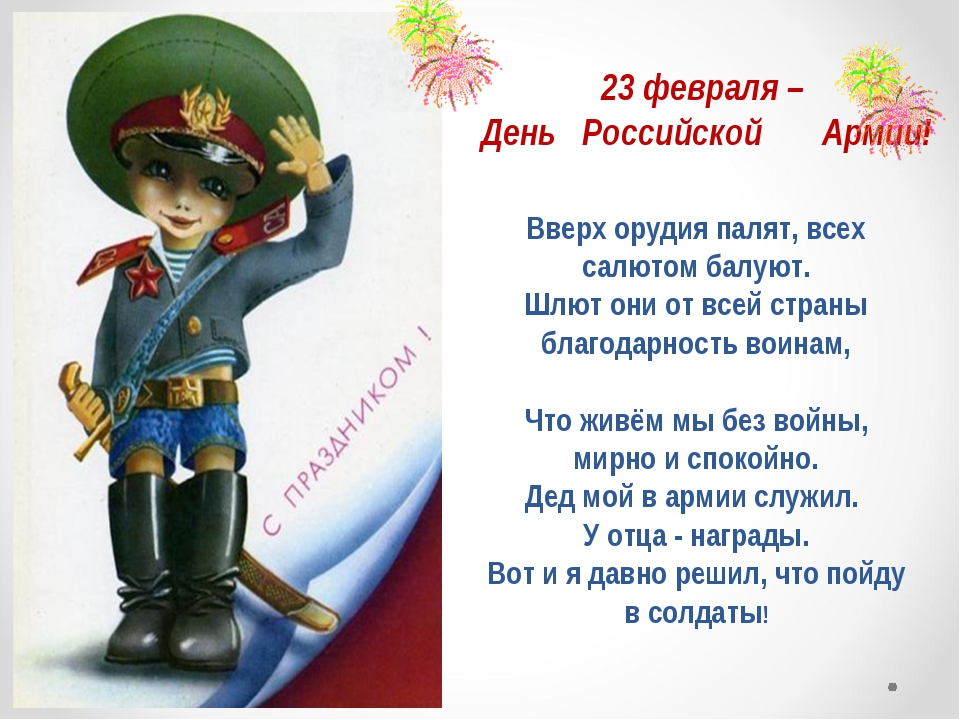 23 февраля –
День Российской Армии!
Вверх орудия палят, всех
салютом балуют.
Шлют они от всей страны
благодарность воинам,
Что живём мы без войны,
мирно и спокойно.
Дед мой в армии служил.
У отца - награды.
Вот и я давно решил, что пойду
в солдаты!
С ПРАЗДНИКОМ !
СА